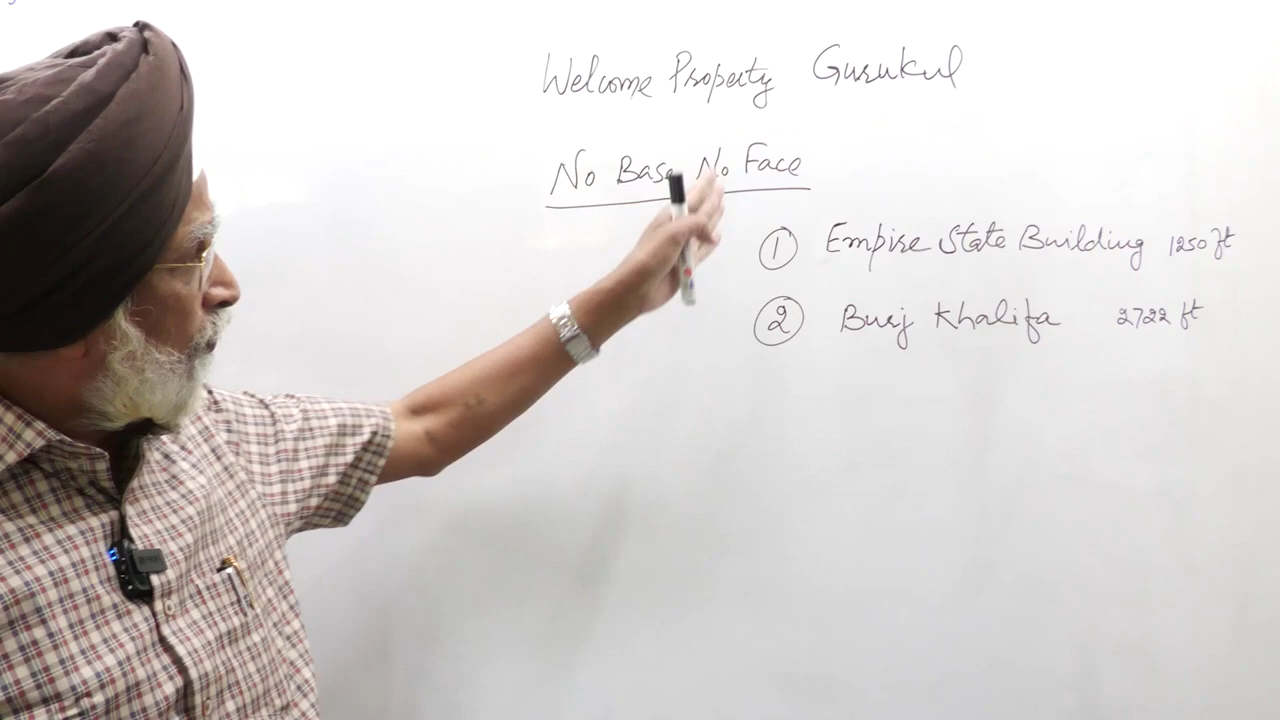 Welcome Property Gurukul
No Base No Face
① Empire State Building 1250 ft
② Burj Khalifa 2722 ft